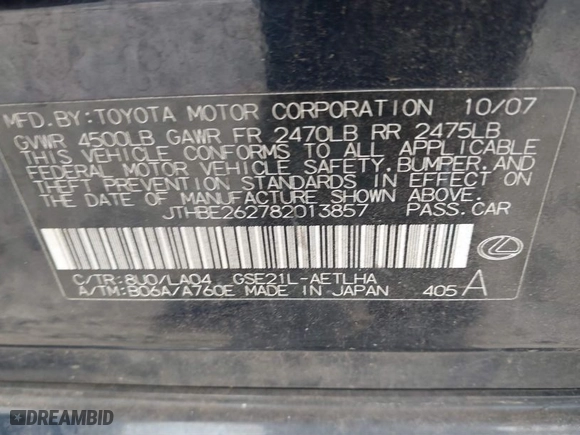 MFD.BY:TOYOTA MOTOR CORPORATION 10/07
GVWR 4500LB GAWR FR 2470LB RR 2475LB
THIS VEHICLE CONFORMS TO ALL APPLICABLE
FEDERAL MOTOR VEHICLE SAFETY, BUMPER, AND
THEFT PREVENTION STANDARDS IN EFFECT ON
THE DATE OF MANUFACTURE SHOWN ABOVE.
JTHBE262782013857 PASS.CAR
C/TR:8U0/LA04 GSE21L-AETLHA
A/TM:B06A/A760E MADE IN JAPAN 405 A
DREAMBID